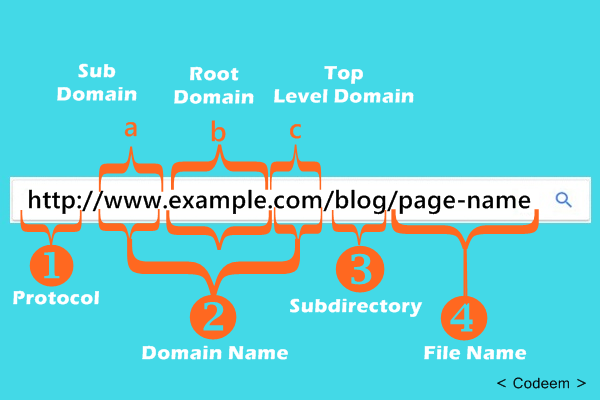 Sub
Domain
Root
Domain
Top
Level Domain
a
b
c
http://www.example.com/blog/page-name
1
Protocol
2
Domain Name
3
Subdirectory
4
File Name
< Codeem >